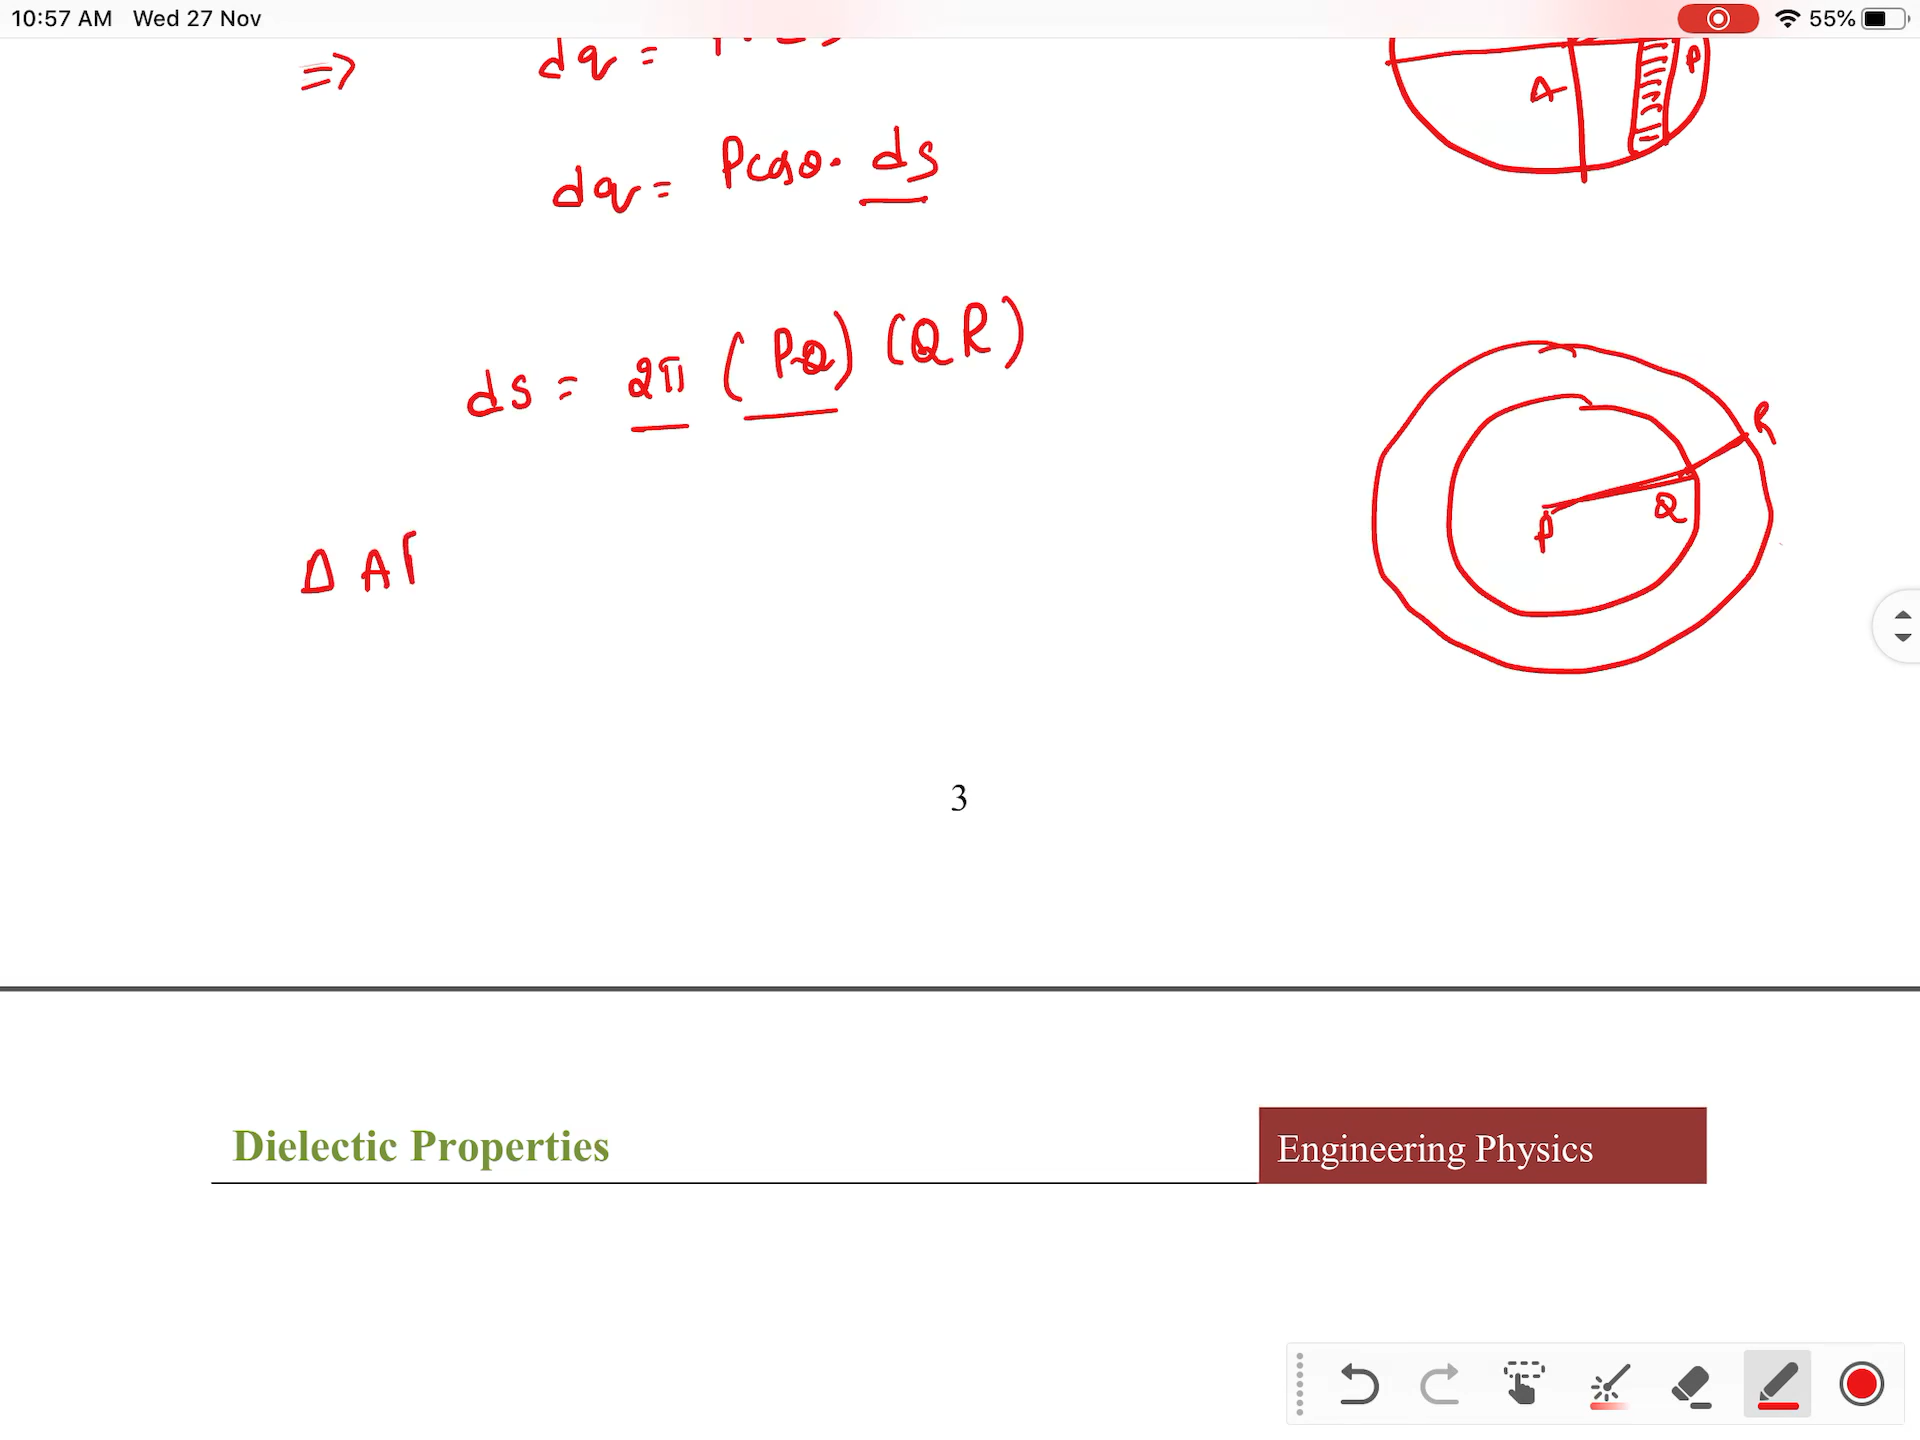 10:57 AM Wed 27 Nov 55%
⇒ dq =
A P
dq = Pcosθ. ds
ds = 2π (PQ) (QR)
R
Q
P
Δ A
3
Dielectic Properties
Engineering Physics